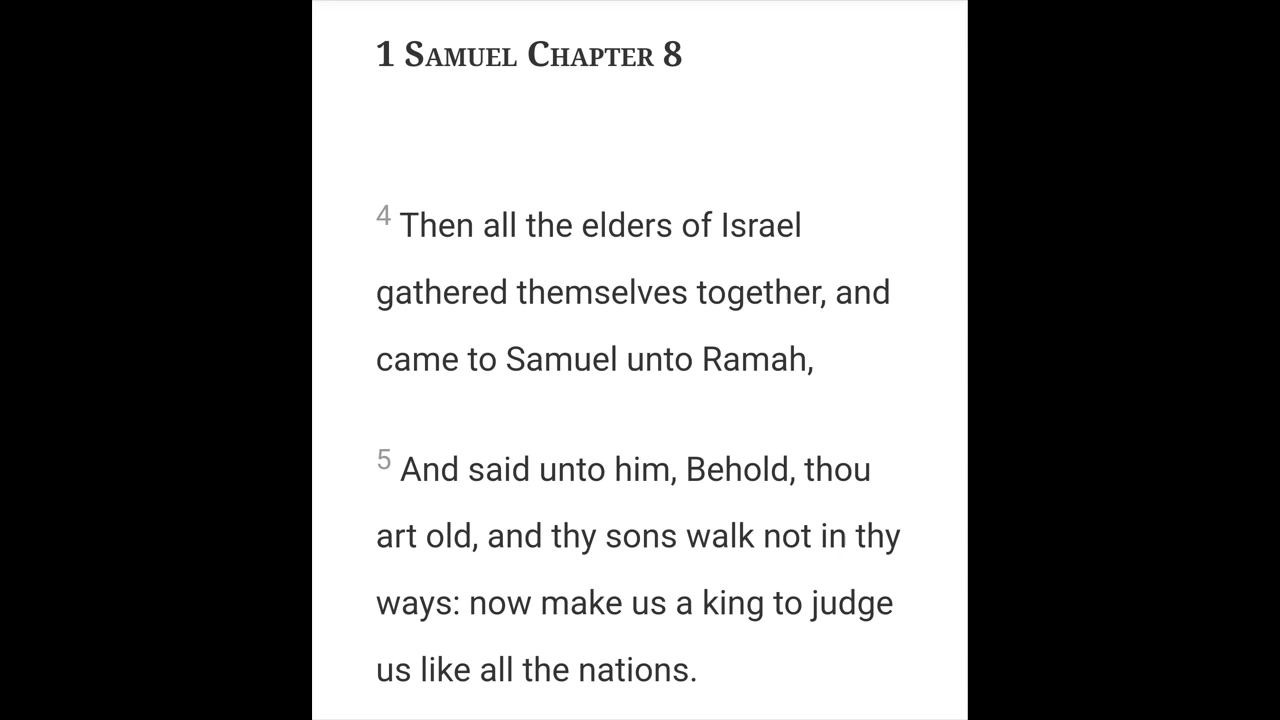 1 Samuel Chapter 8
4 Then all the elders of Israel
gathered themselves together, and
came to Samuel unto Ramah,
5 And said unto him, Behold, thou
art old, and thy sons walk not in thy
ways: now make us a king to judge
us like all the nations.